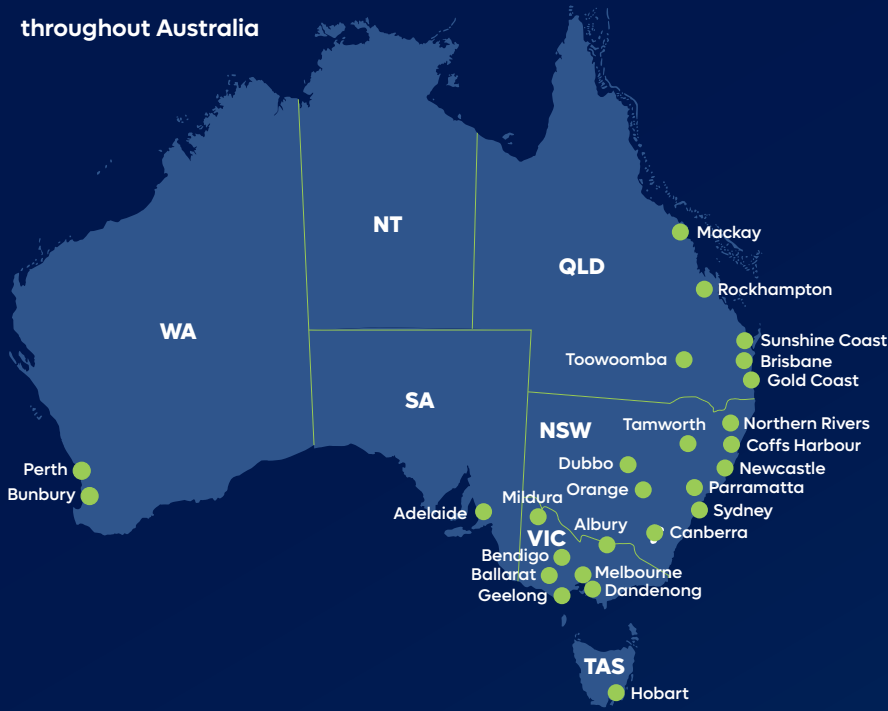 throughout Australia
NT
Mackay
QLD
Rockhampton
WA
Sunshine Coast
Toowoomba
Brisbane
Gold Coast
SA
Tamworth
Northern Rivers
NSW
Coffs Harbour
Dubbo
Newcastle
Perth
Parramatta
Orange
Bunbury
Mildura
Sydney
Adelaide
Albury
Canberra
VIC
Bendigo
Melbourne
Ballarat
Dandenong
Geelong
TAS
Hobart